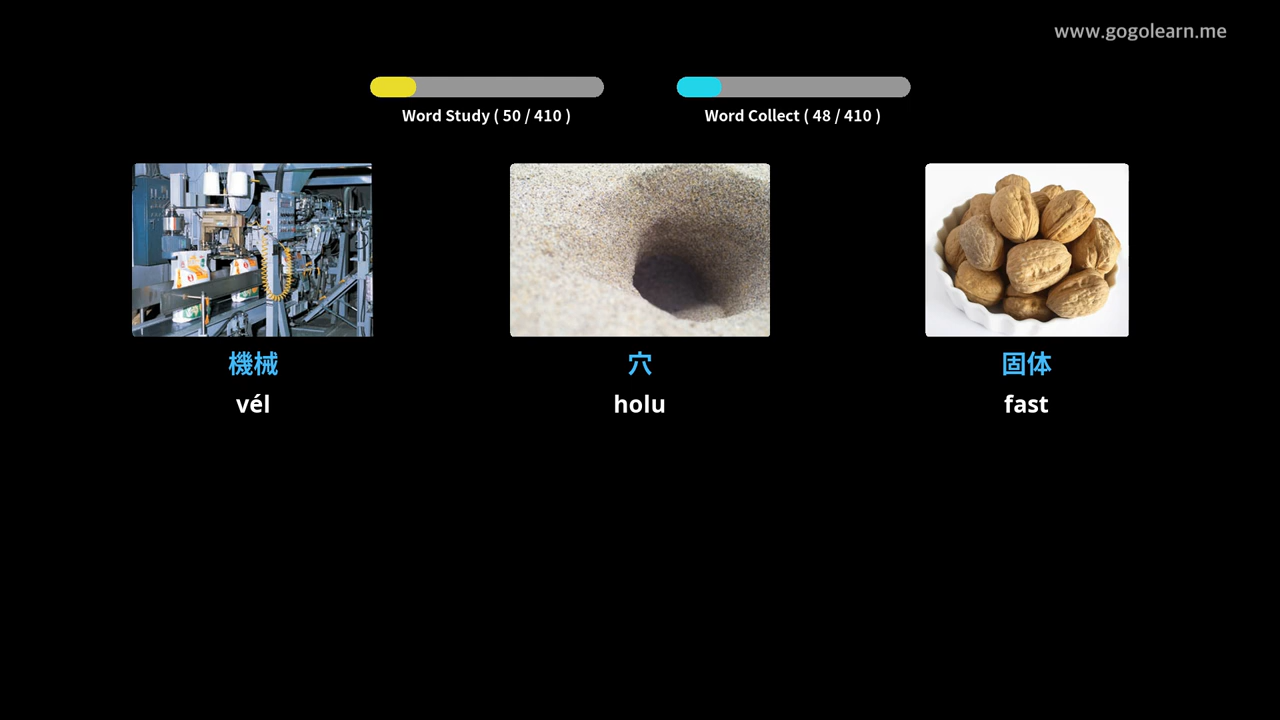 www.gogolearn.me
Word Study ( 50 / 410 )
Word Collect ( 48 / 410 )
機械
穴
固体
vél
holu
fast